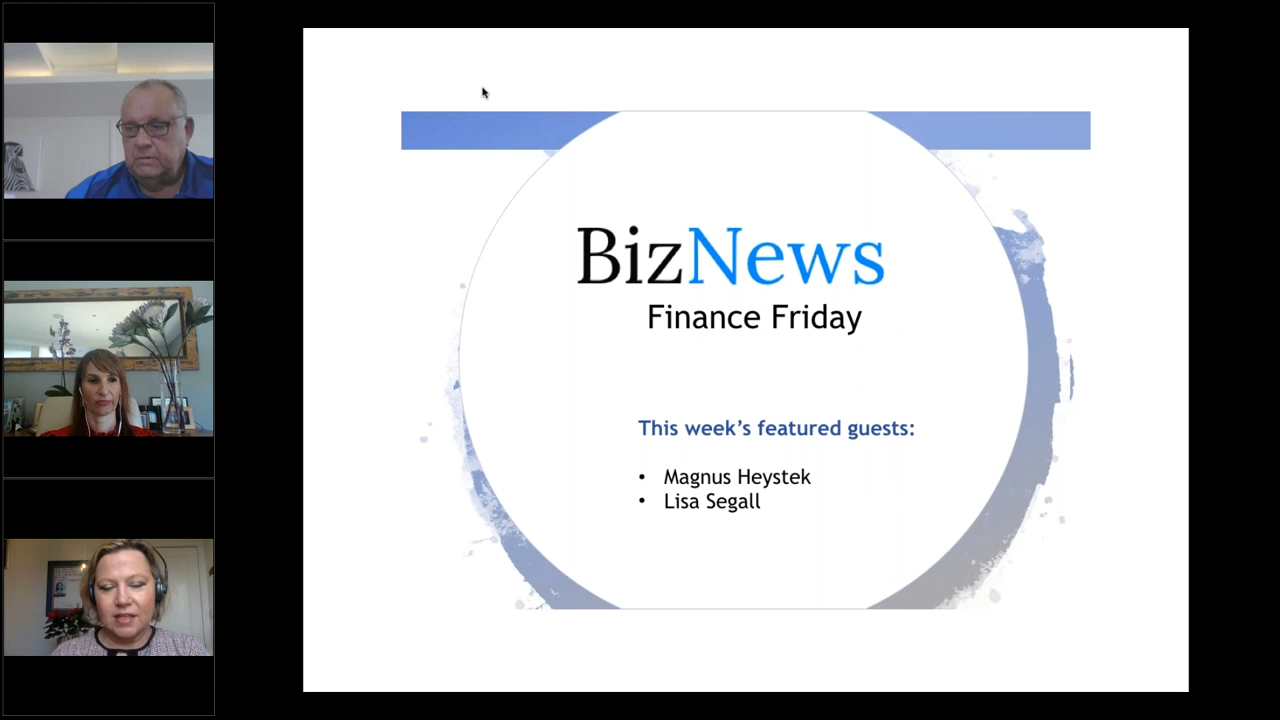 BizNews
Finance Friday
This week's featured guests:
• Magnus Heystek
• Lisa Segall